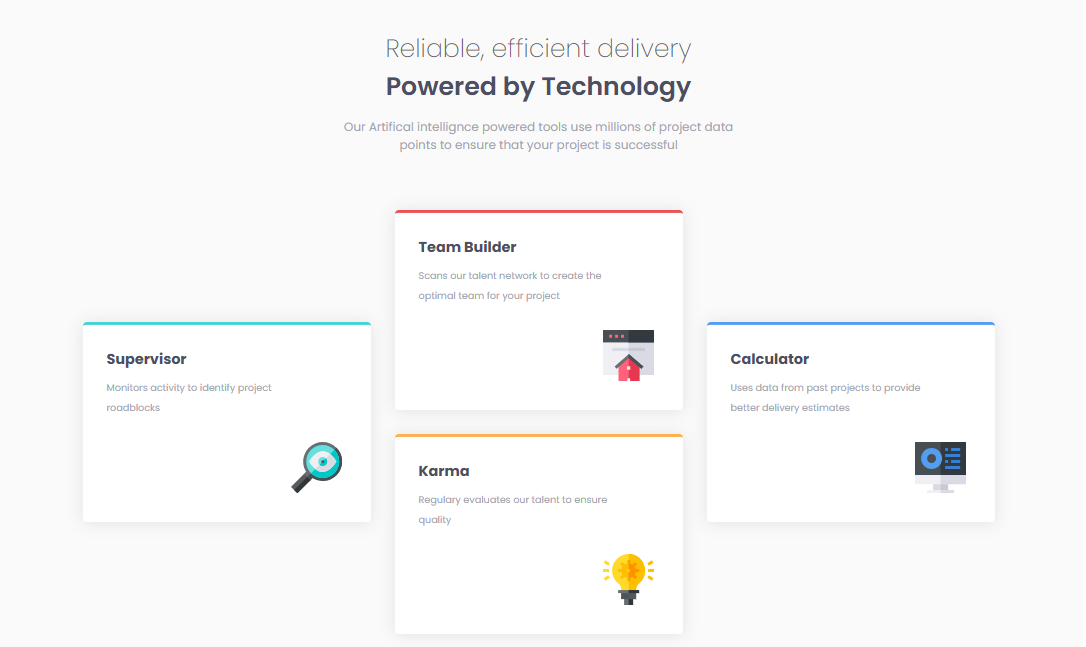 Reliable, efficient delivery
Powered by Technology
Our Artifical intellignce powered tools use millions of project data
points to ensure that your project is successful
Team Builder
Scans our talent network to create the
optimal team for your project
Supervisor
Monitors activity to identify project
roadblocks
Calculator
Uses data from past projects to provide
better delivery estimates
Karma
Regulary evaluates our talent to ensure
quality